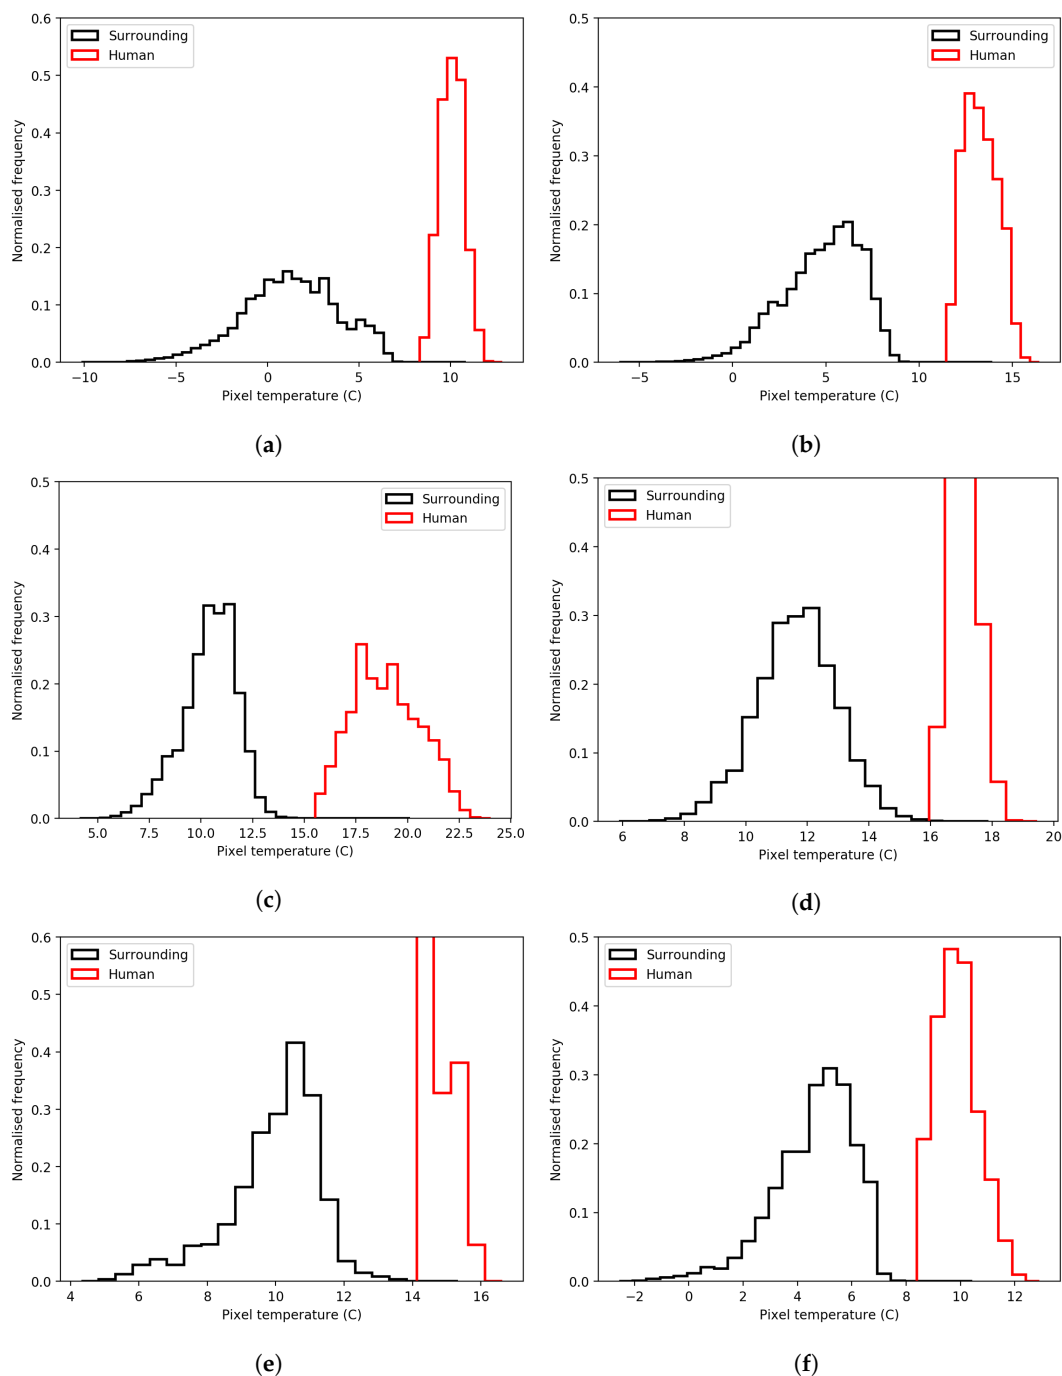 0.6
0.5
0.4
0.3
0.2
0.1
0.0
Normalised frequency
Surrounding
Human
−10 −5 0 5 10
Pixel temperature (C)
(a)
0.5
0.4
0.3
0.2
0.1
0.0
Normalised frequency
Surrounding
Human
−5 0 5 10 15
Pixel temperature (C)
(b)
0.5
0.4
0.3
0.2
0.1
0.0
Normalised frequency
Surrounding
Human
5.0 7.5 10.0 12.5 15.0 17.5 20.0 22.5 25.0
Pixel temperature (C)
(c)
0.5
0.4
0.3
0.2
0.1
0.0
Normalised frequency
Surrounding
Human
6 8 10 12 14 16 18 20
Pixel temperature (C)
(d)
0.6
0.5
0.4
0.3
0.2
0.1
0.0
Normalised frequency
Surrounding
Human
4 6 8 10 12 14 16
Pixel temperature (C)
(e)
0.5
0.4
0.3
0.2
0.1
0.0
Normalised frequency
Surrounding
Human
−2 0 2 4 6 8 10 12
Pixel temperature (C)
(f)